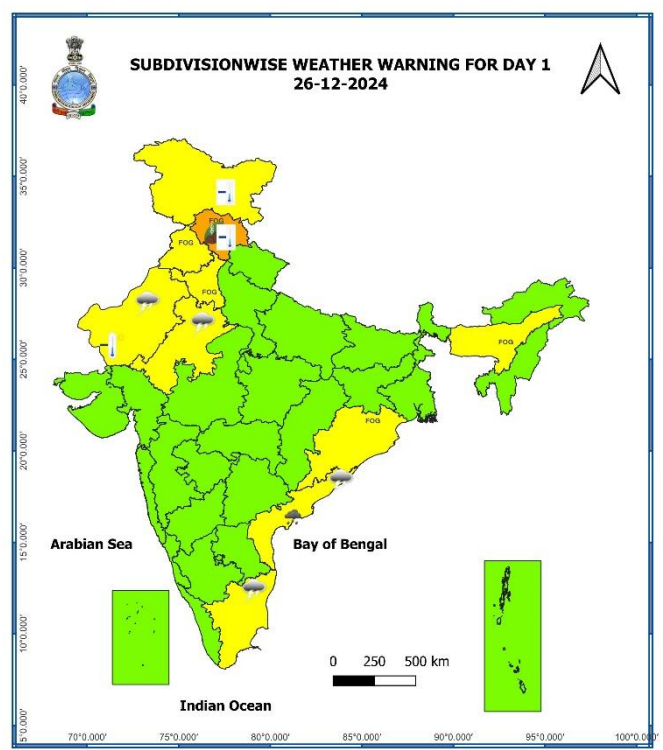 SUBDIVISIONWISE WEATHER WARNING FOR DAY 1
26-12-2024
40°0.000'
35°0.000'
30°0.000'
25°0.000'
20°0.000'
15°0.000'
10°0.000'
5°0.000'
FOG
FOG
FOG
FOG
FOG
Arabian Sea
Bay of Bengal
0 250 500 km
Indian Ocean
70°0.000' 75°0.000' 80°0.000' 85°0.000' 90°0.000' 95°0.000' 100°0.000'